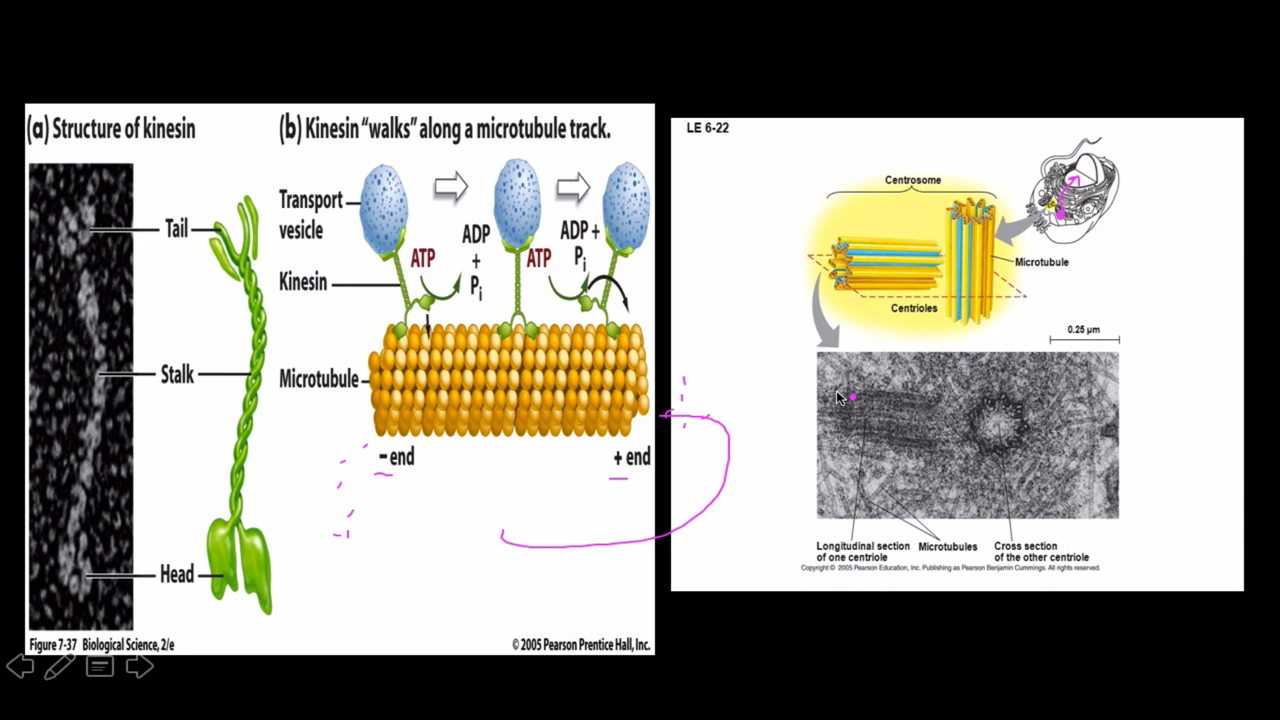 (a) Structure of kinesin
Tail
Stalk
Head
Figure 7-37 Biological Science, 2/e
(b) Kinesin “walks” along a microtubule track.
Transport
vesicle
Kinesin
Microtubule
ATP
ADP
+
Pi
ATP
ADP +
Pi
– end
+ end
© 2005 Pearson Prentice Hall, Inc.
LE 6-22
Centrosome
Microtubule
Centrioles
0.25 µm
Longitudinal section
of one centriole
Microtubules
Cross section
of the other centriole
Copyright © 2005 Pearson Education, Inc. Publishing as Pearson Benjamin Cummings. All rights reserved.